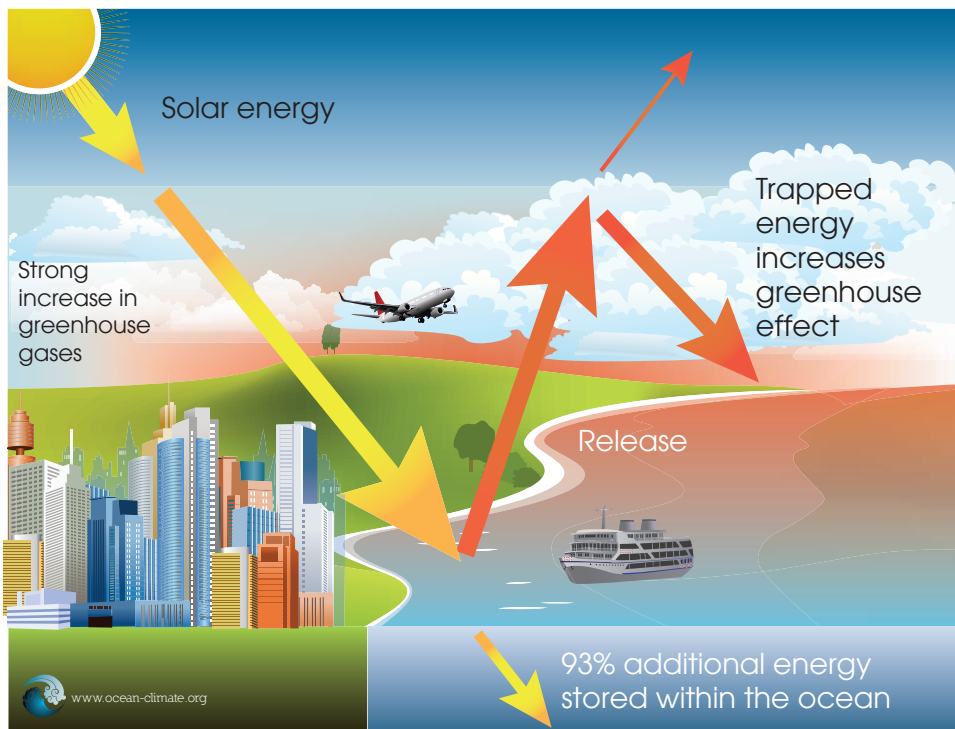 Solar energy
Trapped
energy
increases
greenhouse
effect
Strong
increase in
greenhouse
gases
Release
93% additional energy
stored within the ocean
www.ocean-climate.org